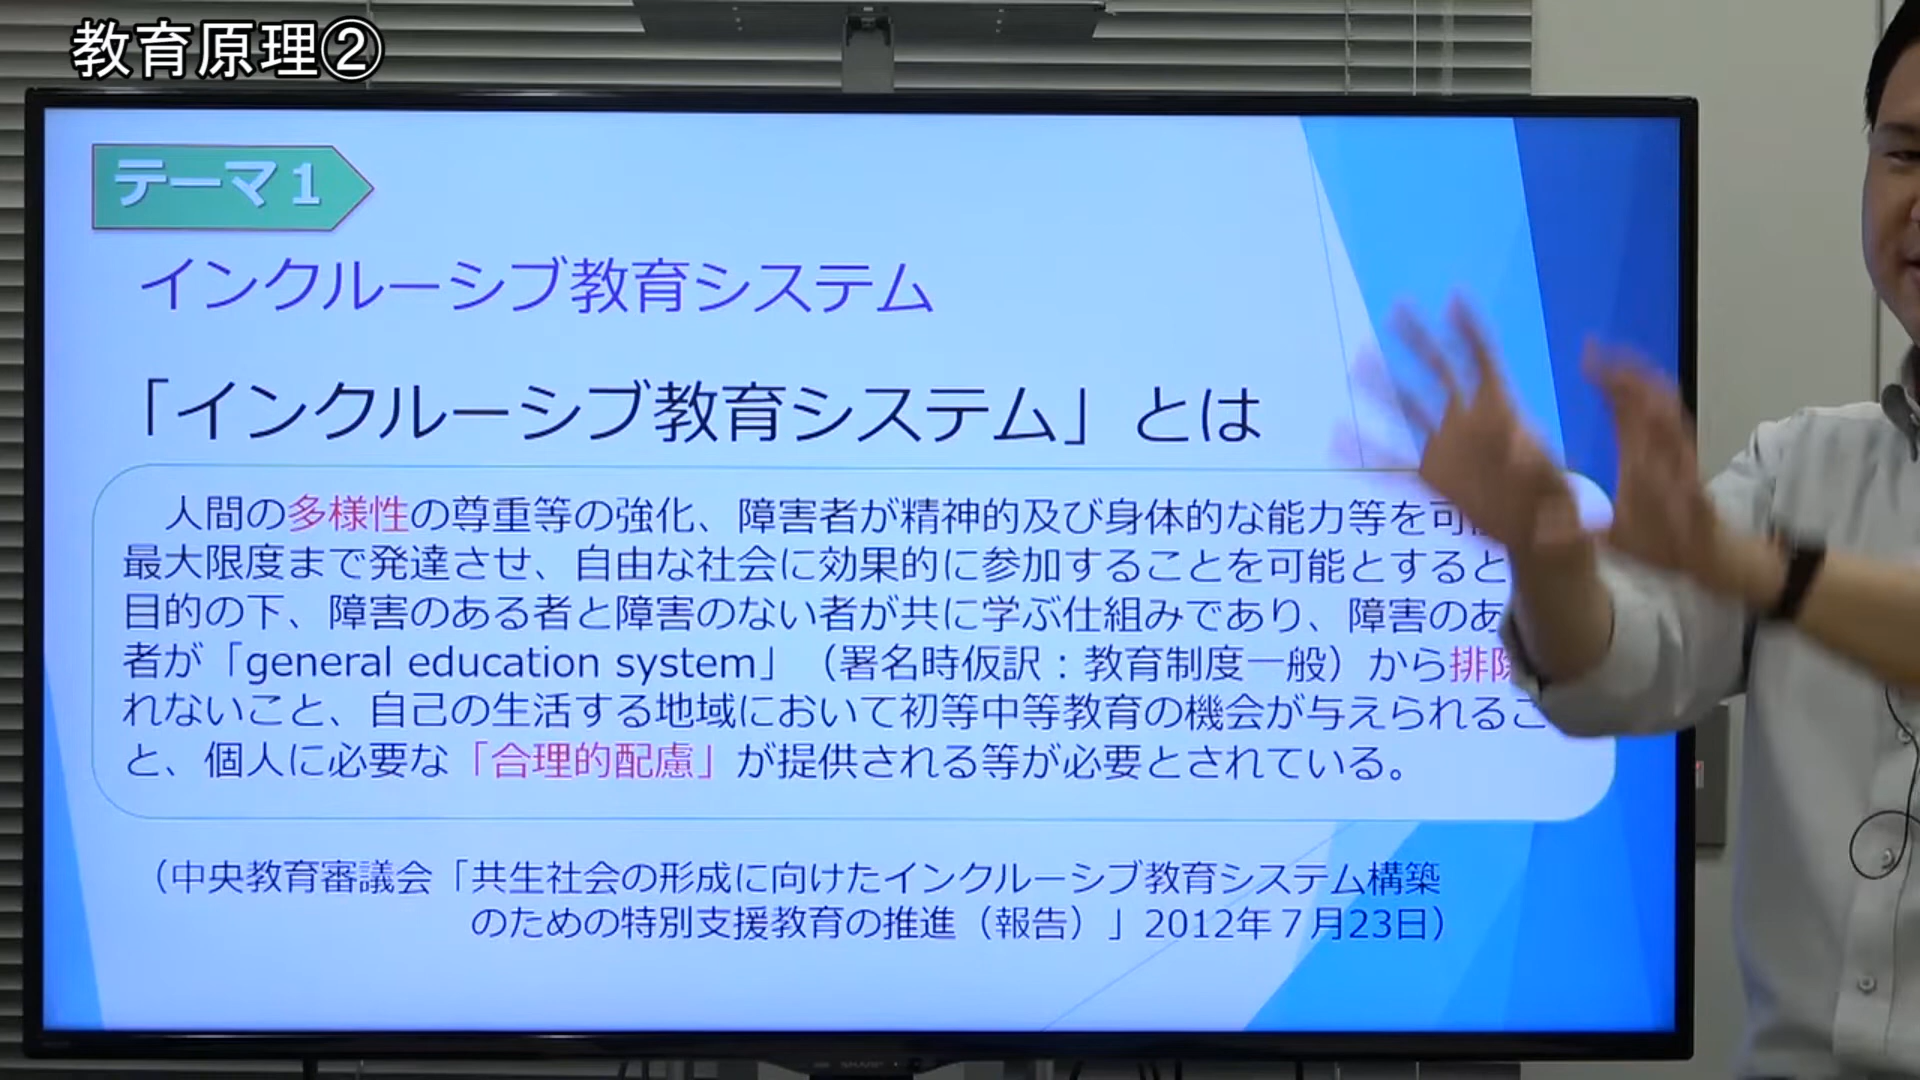 教育原理②
テーマ１
インクルーシブ教育システム
「インクルーシブ教育システム」とは
人間の多様性の尊重等の強化、障害者が精神的及び身体的な能力等を可
最大限度まで発達させ、自由な社会に効果的に参加することを可能とすると
目的の下、障害のある者と障害のない者が共に学ぶ仕組みであり、障害のあ
者が「general education system」（署名時仮訳：教育制度一般）から排除
れないこと、自己の生活する地域において初等中等教育の機会が与えられるこ
と、個人に必要な「合理的配慮」が提供される等が必要とされている。
（中央教育審議会「共生社会の形成に向けたインクルーシブ教育システム構築
のための特別支援教育の推進（報告）」2012年７月23日）